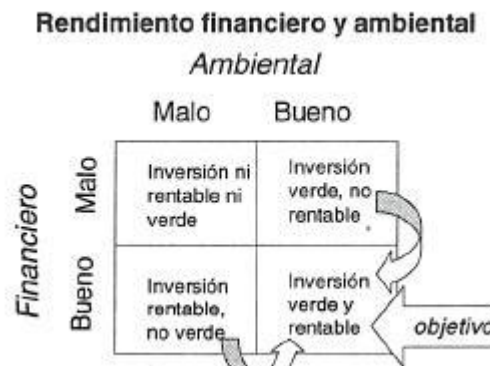 Rendimiento financiero y ambiental
Ambiental
Malo Bueno
Financiero
Malo
Inversión ni
rentable ni
verde
Inversión
verde, no
rentable
Bueno
Inversión
rentable,
no verde
Inversión
verde y
rentable
objetivo